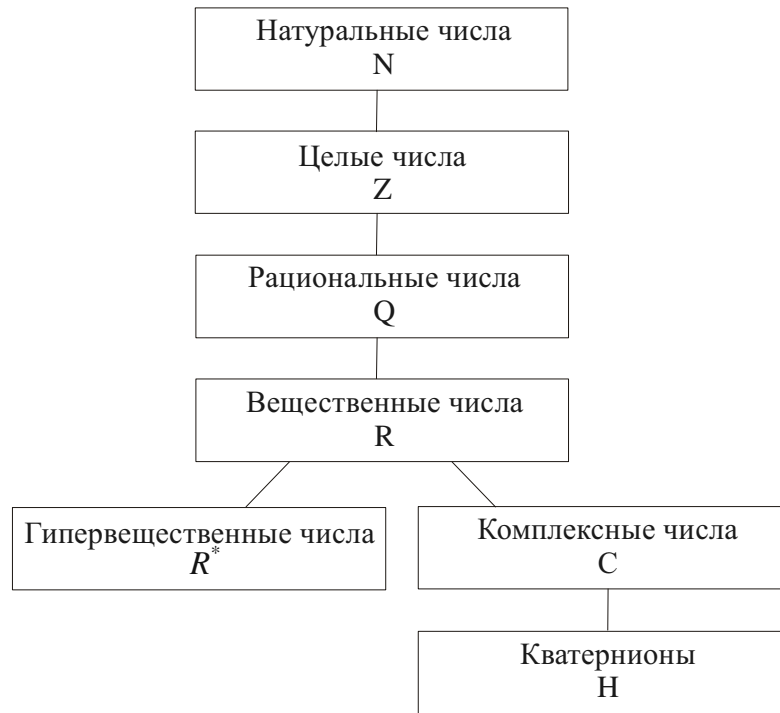 Натуральные числа
N
Целые числа
Z
Рациональные числа
Q
Вещественные числа
R
Гипервещественные числа
R*
Комплексные числа
C
Кватернионы
H